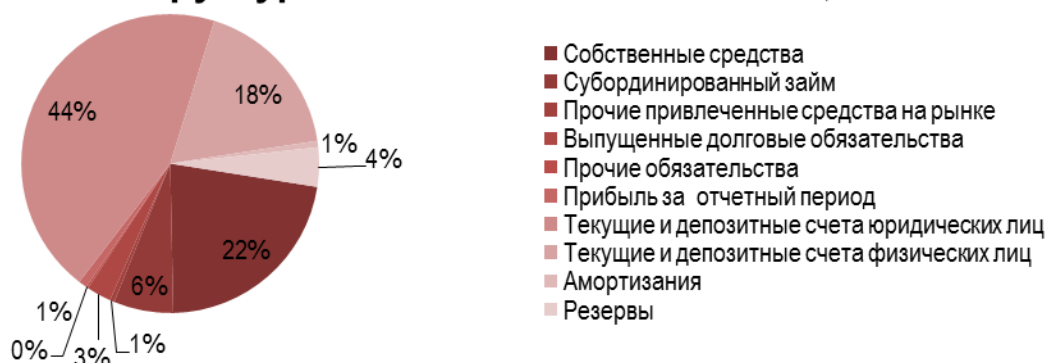 44%
18%
1%
4%
22%
6%
1%
3%
0%
1%
Собственные средства
Субординированный займ
Прочие привлеченные средства на рынке
Выпущенные долговые обязательства
Прочие обязательства
Прибыль за отчетный период
Текущие и депозитные счета юридических лиц
Текущие и депозитные счета физических лиц
Амортизания
Резервы